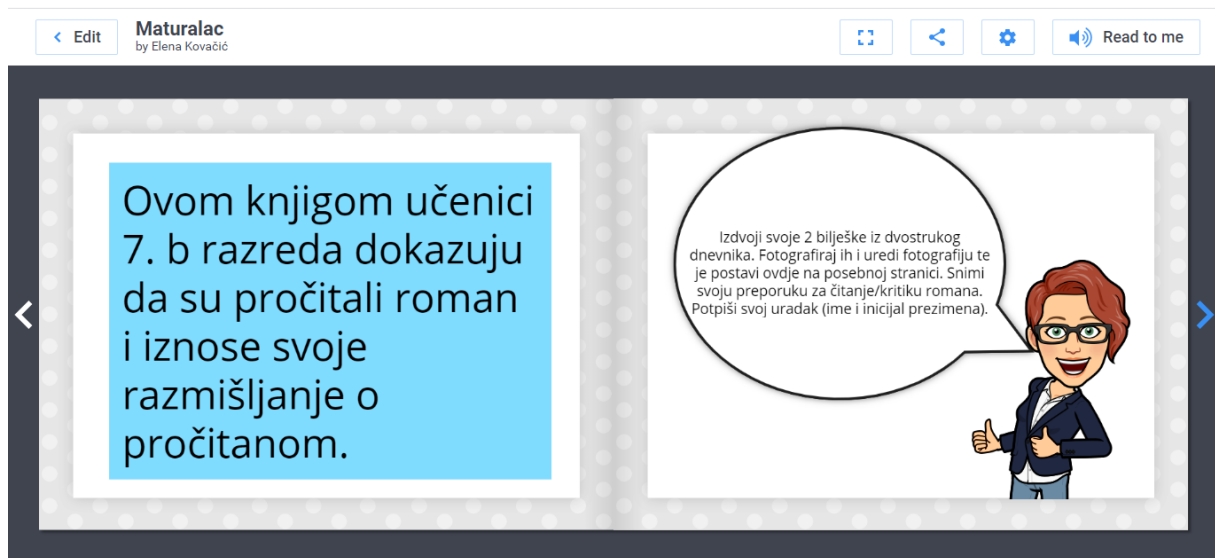 Edit
Maturalac
by Elena Kovačić
Read to me
Ovom knjigom učenici
7. b razreda dokazuju
da su pročitali roman
i iznose svoje
razmišljanje o
pročitanom.
Izdvoji svoje 2 bilješke iz dvostrukog
dnevnika. Fotografiraj ih i uredi fotografiju te
je postavi ovdje na posebnoj stranici. Snimi
svoju preporuku za čitanje/kritiku romana.
Potpiši svoj uradak (ime i inicijal prezimena).